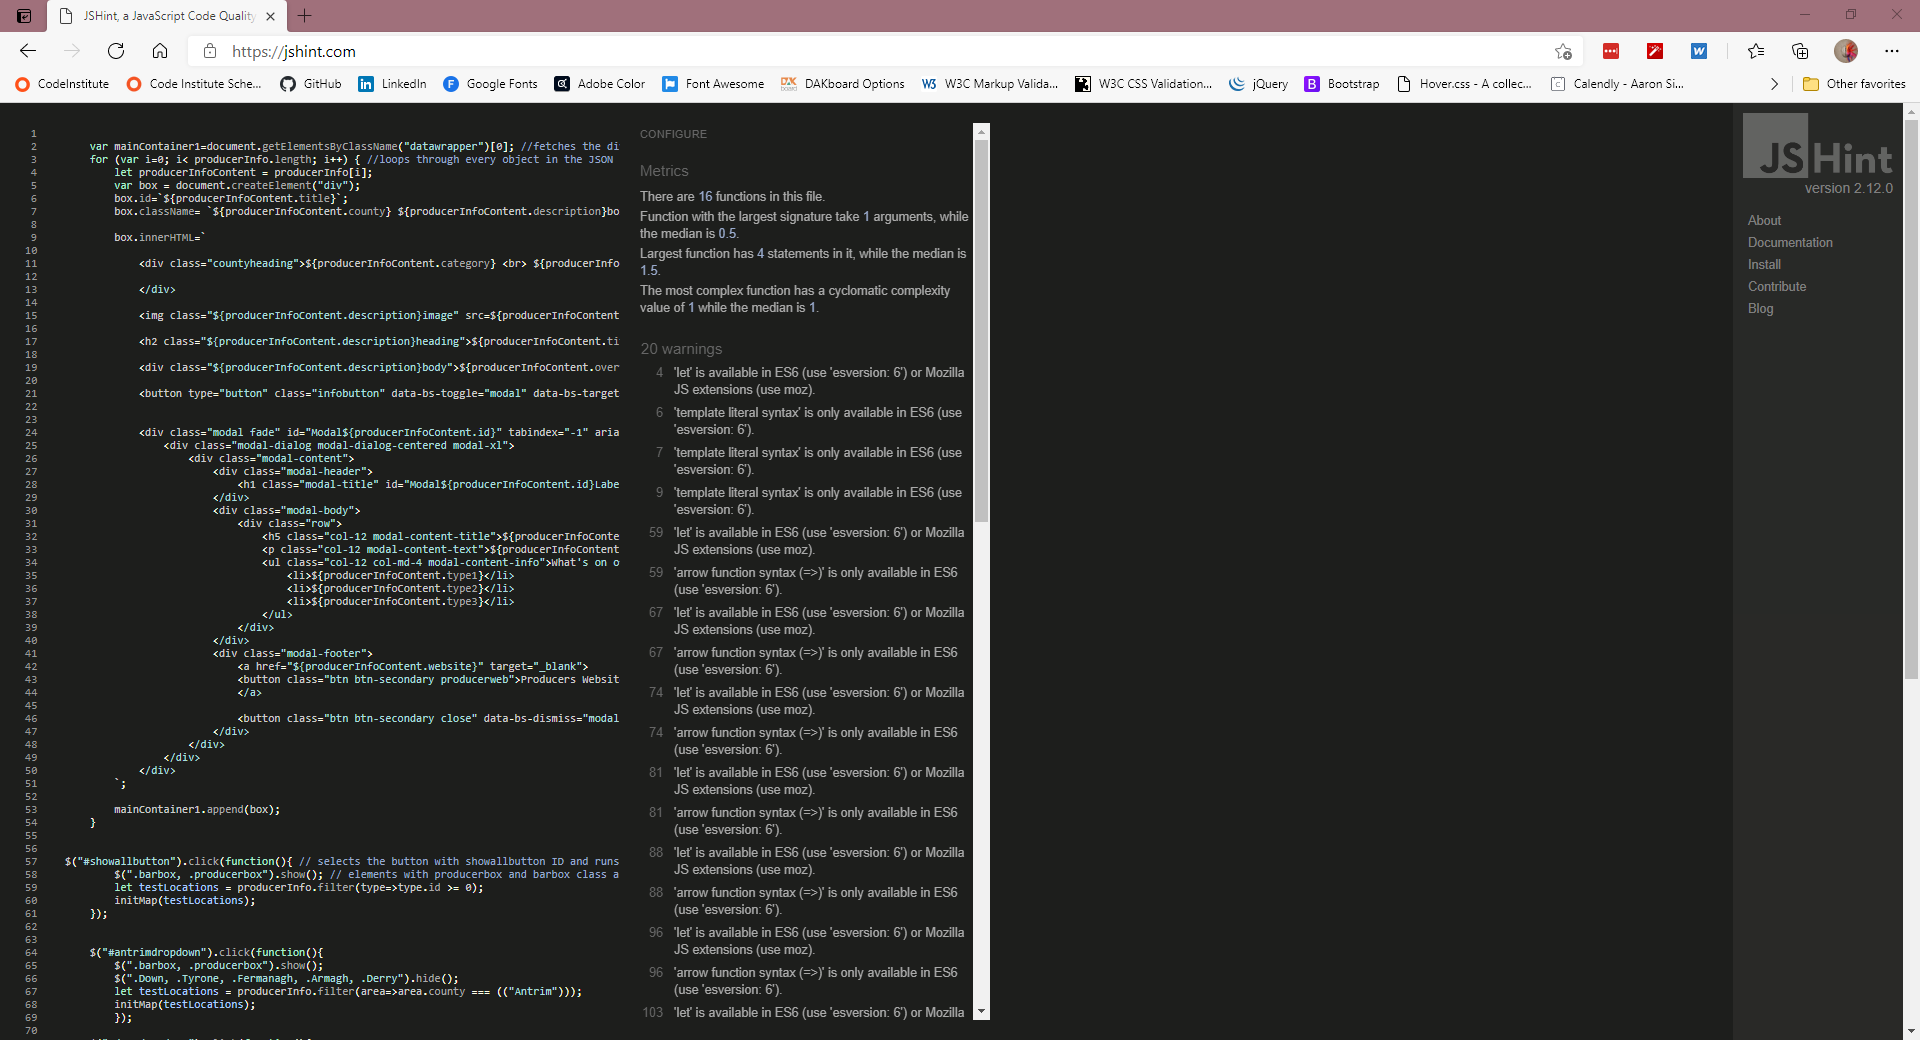 JSHint, a JavaScript Code Quality
https://jshint.com
CodeInstitute
Code Institute Sche...
GitHub
LinkedIn
Google Fonts
Adobe Color
Font Awesome
DAKboard Options
W3C Markup Valida...
W3C CSS Validation...
jQuery
Bootstrap
Hover.css - A collec...
Calendly - Aaron Si...
Other favorites
1
2 var mainContainer1=document.getElementsByClassName("datawrapper")[0]; //fetches the di
3 for (var i=0; i< producerInfo.length; i++) { //loops through every object in the JSON
4 let producerInfoContent = producerInfo[i];
5 var box = document.createElement("div");
6 box.id=`${producerInfoContent.title}`;
7 box.className= `${producerInfoContent.county} ${producerInfoContent.description}bo
8
9 box.innerHTML=`
10
11 <div class="countyheading">${producerInfoContent.category} <br> ${producerInfo
12
13 </div>
14
15 <img class="${producerInfoContent.description}image" src=${producerInfoContent
16
17 <h2 class="${producerInfoContent.description}heading">${producerInfoContent.ti
18
19 <div class="${producerInfoContent.description}body">${producerInfoContent.over
20
21 <button type="button" class="infobutton" data-bs-toggle="modal" data-bs-target
22
23
24 <div class="modal fade" id="Modal${producerInfoContent.id}" tabindex="-1" aria
25 <div class="modal-dialog modal-dialog-centered modal-xl">
26 <div class="modal-content">
27 <div class="modal-header">
28 <h1 class="modal-title" id="Modal${producerInfoContent.id}Labe
29 </div>
30 <div class="modal-body">
31 <div class="row">
32 <h5 class="col-12 modal-content-title">${producerInfoConte
33 <p class="col-12 modal-content-text">${producerInfoContent
34 <ul class="col-12 col-md-4 modal-content-info">What's on o
35 <li>${producerInfoContent.type1}</li>
36 <li>${producerInfoContent.type2}</li>
37 <li>${producerInfoContent.type3}</li>
38 </ul>
39 </div>
40 </div>
41 <div class="modal-footer">
42 <a href="${producerInfoContent.website}" target="_blank">
43 <button class="btn btn-secondary producerweb">Producers Websit
44 </a>
45
46 <button class="btn btn-secondary close" data-bs-dismiss="modal
47 </div>
48 </div>
49 </div>
50 </div>
51 `;
52
53 mainContainer1.append(box);
54 }
55
56
57 $("#showallbutton").click(function(){ // selects the button with showallbutton ID and runs
58 $(".barbox, .producerbox").show(); // elements with producerbox and barbox class a
59 let testLocations = producerInfo.filter(type=>type.id >= 0);
60 initMap(testLocations);
61 });
62
63
64 $("#antrimdropdown").click(function(){
65 $(".barbox, .producerbox").show();
66 $(".Down, .Tyrone, .Fermanagh, .Armagh, .Derry").hide();
67 let testLocations = producerInfo.filter(area=>area.county === (("Antrim")));
68 initMap(testLocations);
69 });
70
CONFIGURE
Metrics
There are 16 functions in this file.
Function with the largest signature take 1 arguments, while
the median is 0.5.
Largest function has 4 statements in it, while the median is
1.5.
The most complex function has a cyclomatic complexity
value of 1 while the median is 1.
20 warnings
4 'let' is available in ES6 (use 'esversion: 6') or Mozilla
JS extensions (use moz).
6 'template literal syntax' is only available in ES6 (use
'esversion: 6').
7 'template literal syntax' is only available in ES6 (use
'esversion: 6').
9 'template literal syntax' is only available in ES6 (use
'esversion: 6').
59 'let' is available in ES6 (use 'esversion: 6') or Mozilla
JS extensions (use moz).
59 'arrow function syntax (=>)' is only available in ES6
(use 'esversion: 6').
67 'let' is available in ES6 (use 'esversion: 6') or Mozilla
JS extensions (use moz).
67 'arrow function syntax (=>)' is only available in ES6
(use 'esversion: 6').
74 'let' is available in ES6 (use 'esversion: 6') or Mozilla
JS extensions (use moz).
74 'arrow function syntax (=>)' is only available in ES6
(use 'esversion: 6').
81 'let' is available in ES6 (use 'esversion: 6') or Mozilla
JS extensions (use moz).
81 'arrow function syntax (=>)' is only available in ES6
(use 'esversion: 6').
88 'let' is available in ES6 (use 'esversion: 6') or Mozilla
JS extensions (use moz).
88 'arrow function syntax (=>)' is only available in ES6
(use 'esversion: 6').
96 'let' is available in ES6 (use 'esversion: 6') or Mozilla
JS extensions (use moz).
96 'arrow function syntax (=>)' is only available in ES6
(use 'esversion: 6').
103 'let' is available in ES6 (use 'esversion: 6') or Mozilla
JSHint
version 2.12.0
About
Documentation
Install
Contribute
Blog